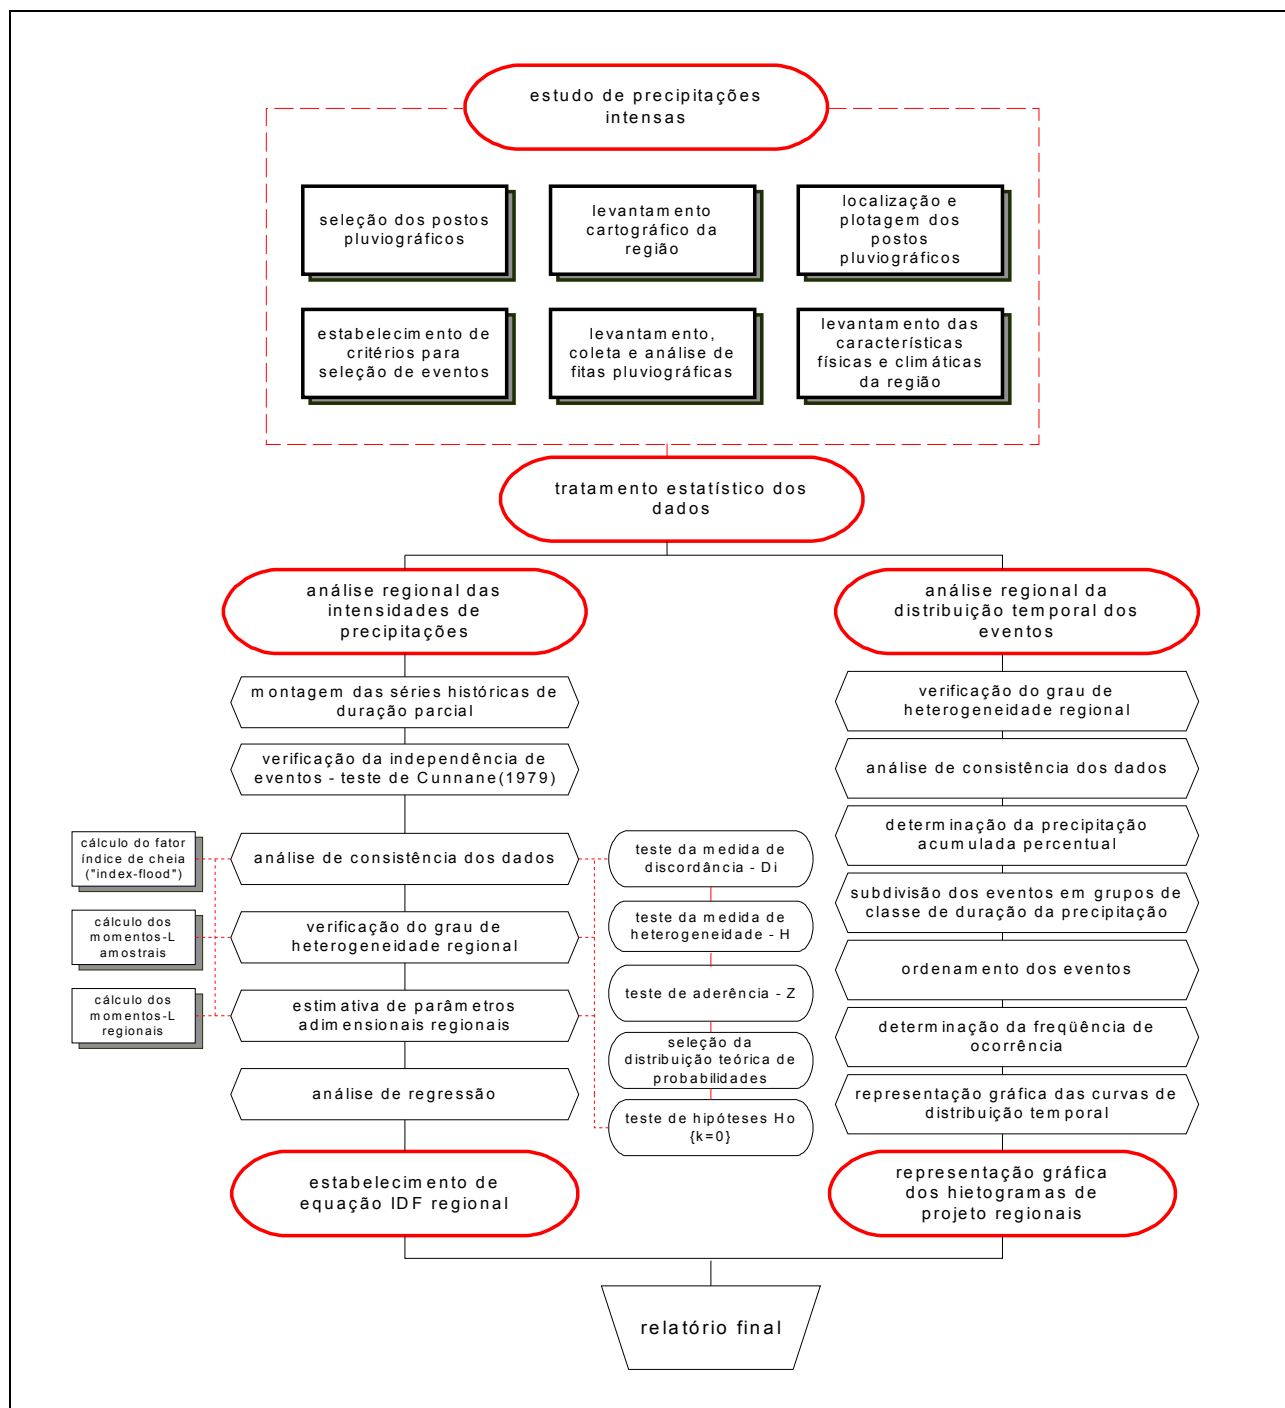 estudo de precipitações
intensas
seleção dos postos
pluviográficos
levantamento
cartográfico da
região
localização e
plotagem dos
postos
pluviográficos
estabelecimento de
critérios para
seleção de eventos
levantamento,
coleta e análise de
fitas pluviográficas
levantamento das
características
físicas e climáticas
da região
tratamento estatístico dos
dados
análise regional das
intensidades de
precipitações
montagem das séries históricas de
duração parcial
verificação da independência de
eventos - teste de Cunnane(1979)
análise de consistência dos dados
verificação do grau de
heterogeneidade regional
estimativa de parâmetros
adimensionais regionais
análise de regressão
estabelecimento de
equação IDF regional
cálculo do fator
índice de cheia
("index-flood")
cálculo dos
momentos-L
amostrais
cálculo dos
momentos-L
regionais
teste da medida de
discordância - Di
teste da medida de
heterogeneidade - H
teste de aderência - Z
seleção da
distribuição teórica de
probabilidades
teste de hipóteses Ho
{k=0}
análise regional da
distribuição temporal dos
eventos
verificação do grau de
heterogeneidade regional
análise de consistência dos dados
determinação da precipitação
acumulada percentual
subdivisão dos eventos em grupos de
classe de duração da precipitação
ordenamento dos eventos
determinação da freqüência de
ocorrência
representação gráfica das curvas de
distribuição temporal
representação gráfica
dos hietogramas de
projeto regionais
relatório final